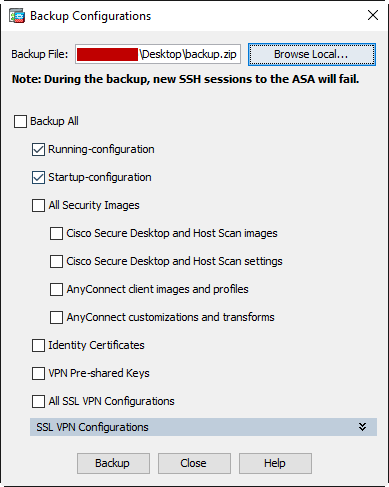 Backup Configurations
Backup File: \Desktop\backup.zip Browse Local...
Note: During the backup, new SSH sessions to the ASA will fail.
Backup All
Running-configuration
Startup-configuration
All Security Images
Cisco Secure Desktop and Host Scan images
Cisco Secure Desktop and Host Scan settings
AnyConnect client images and profiles
AnyConnect customizations and transforms
Identity Certificates
VPN Pre-shared Keys
All SSL VPN Configurations
SSL VPN Configurations
Backup Close Help